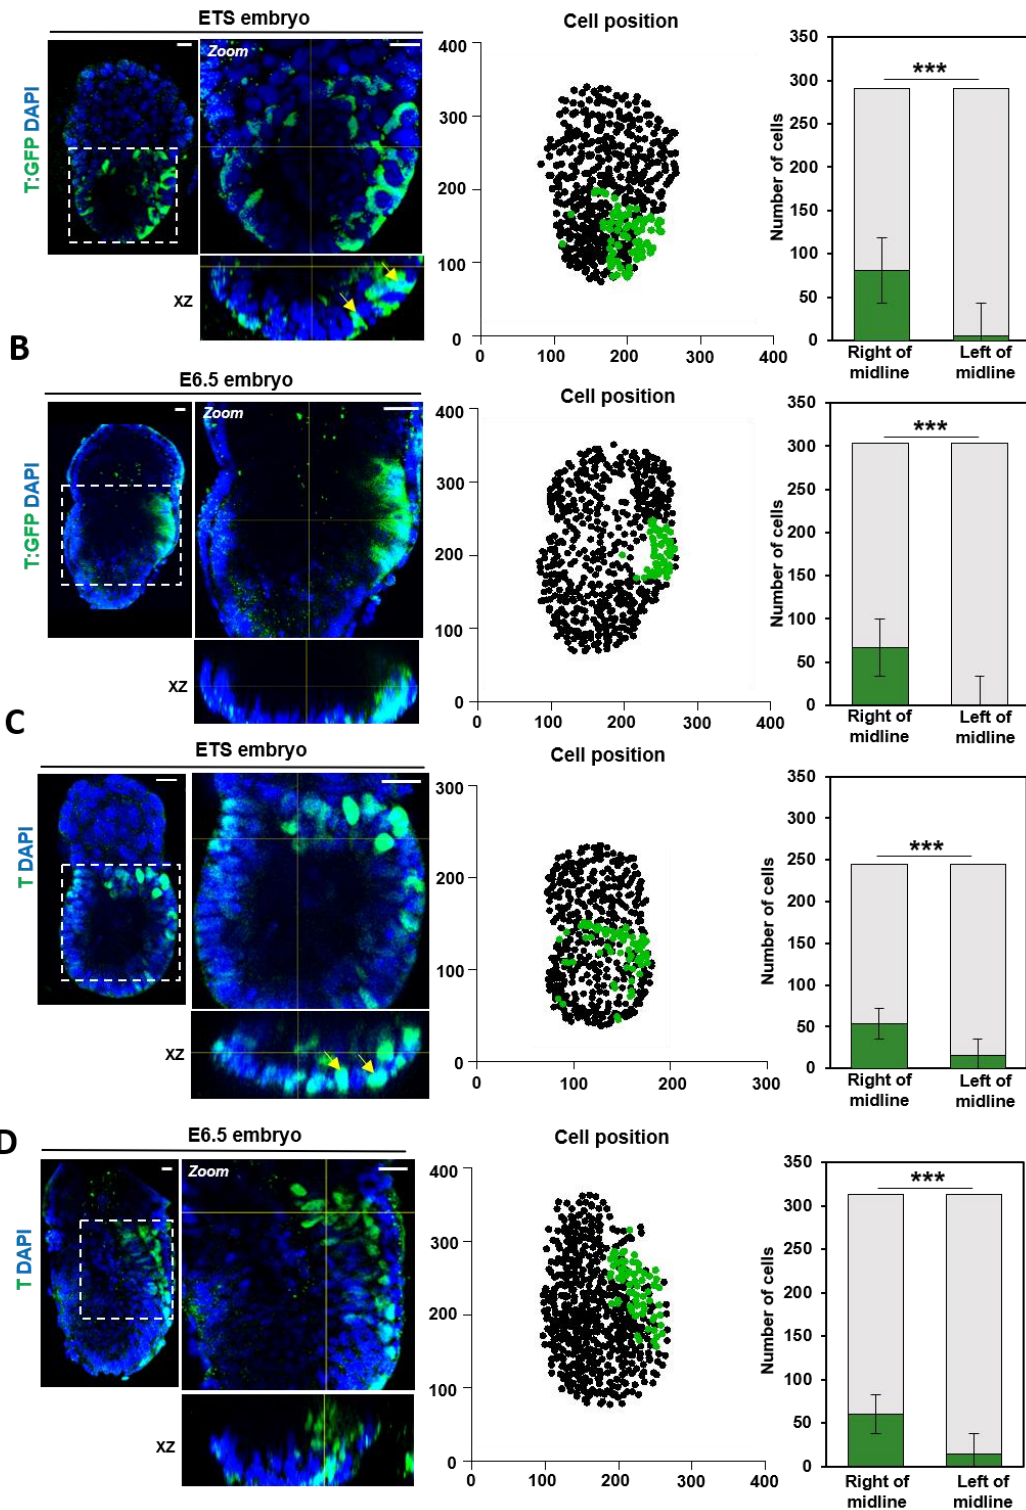 ETS embryo
Zoom
T:GFP DAPI
XZ
Cell position
400
300
200
100
0
0 100 200 300 400
Number of cells
350
300
250
200
150
100
50
0
***
Right of midline
Left of midline
B
E6.5 embryo
Zoom
T:GFP DAPI
XZ
Cell position
400
300
200
100
0
0 100 200 300 400
Number of cells
350
300
250
200
150
100
50
0
***
Right of midline
Left of midline
C
ETS embryo
T DAPI
XZ
Cell position
300
200
100
0
0 100 200 300
Number of cells
350
300
250
200
150
100
50
0
***
Right of midline
Left of midline
D
E6.5 embryo
Zoom
T DAPI
XZ
Cell position
400
300
200
100
0
0 100 200 300 400
Number of cells
350
300
250
200
150
100
50
0
***
Right of midline
Left of midline